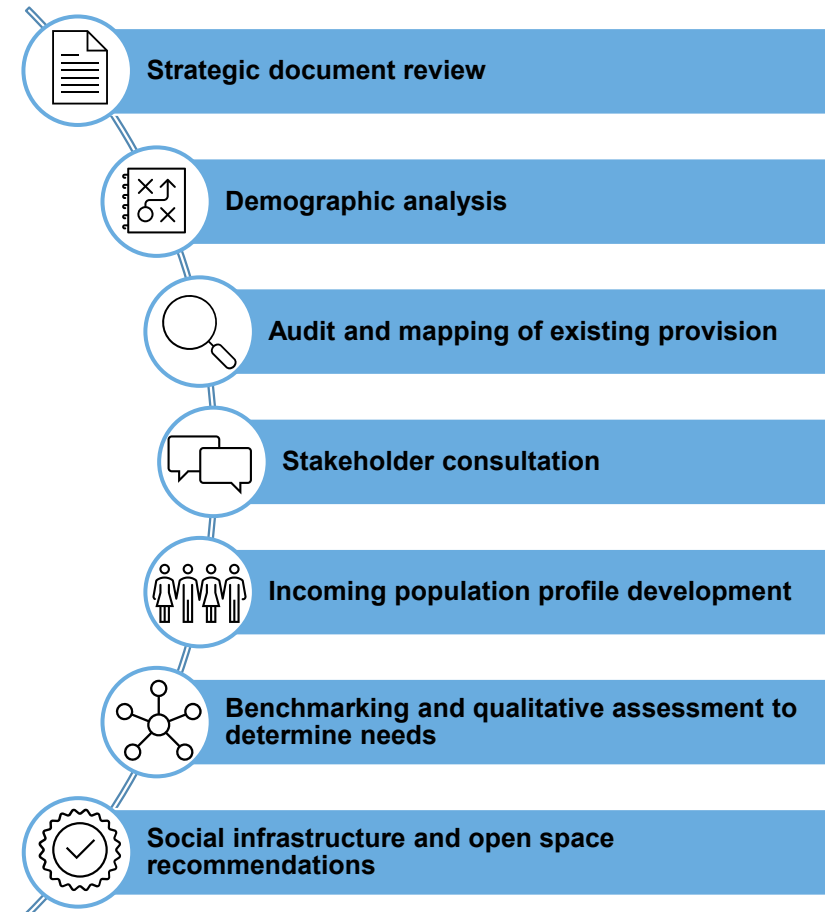 Strategic document review
Demographic analysis
Audit and mapping of existing provision
Stakeholder consultation
Incoming population profile development
Benchmarking and qualitative assessment to
determine needs
Social infrastructure and open space
recommendations